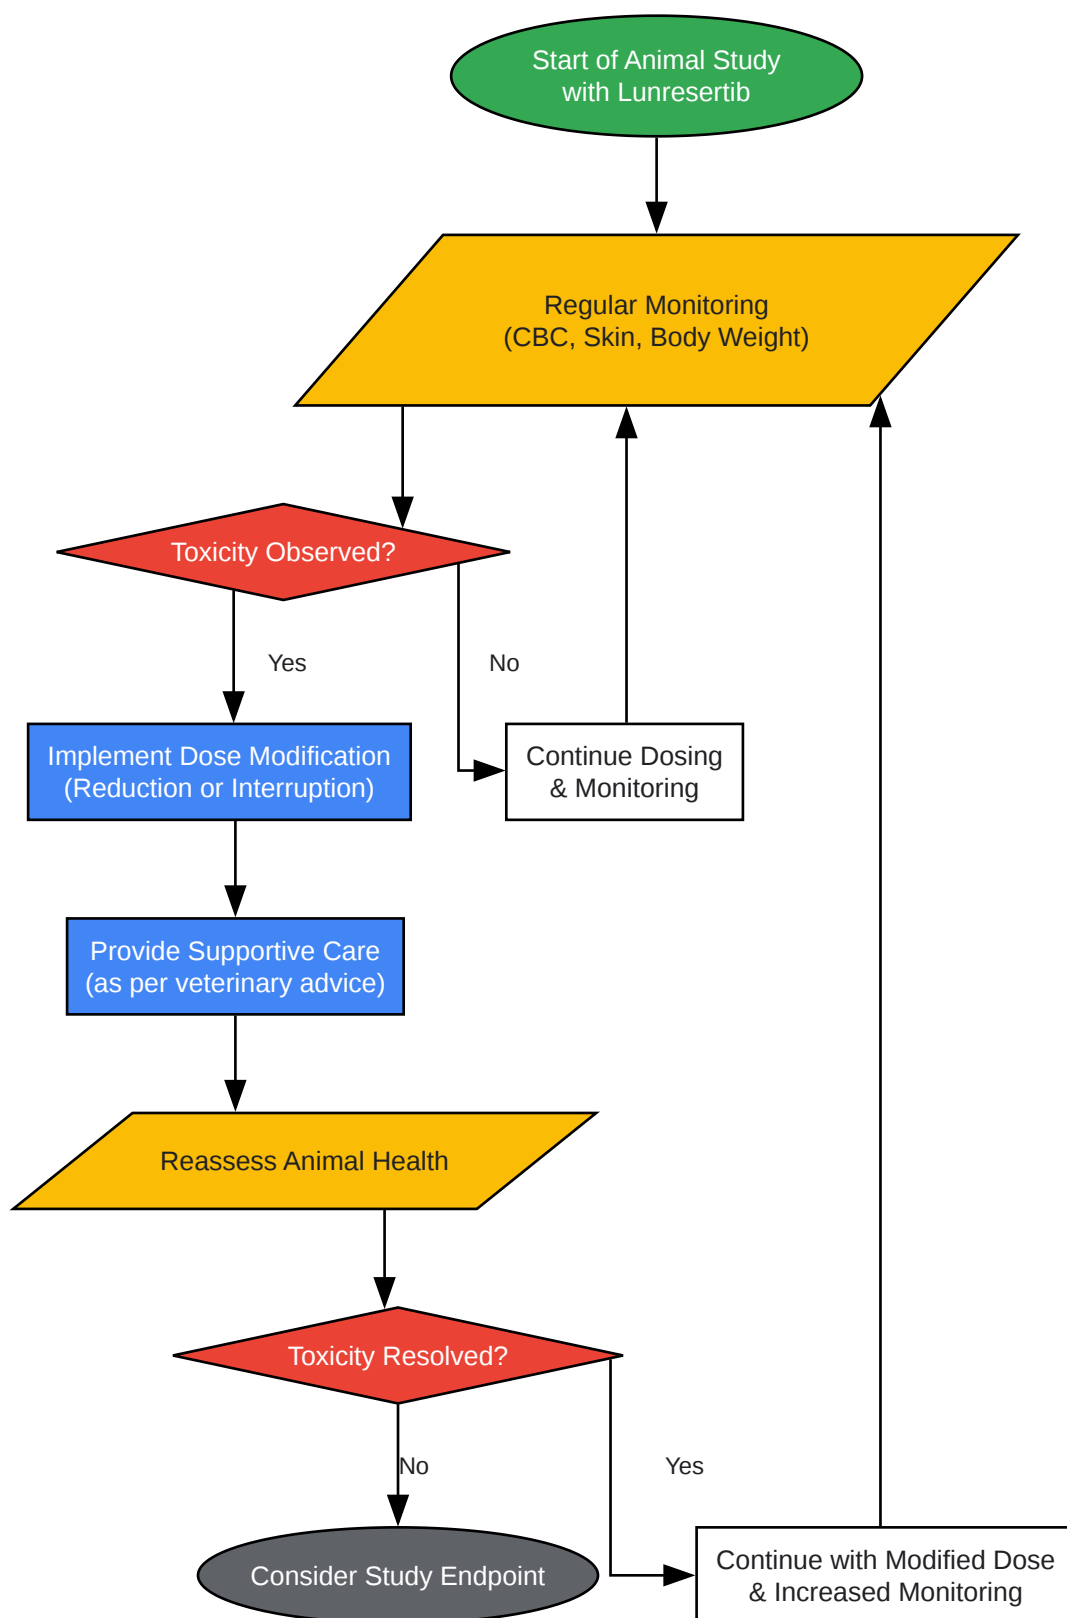 Start of Animal Study
with Lunresertib
Regular Monitoring
(CBC, Skin, Body Weight)
Toxicity Observed?
Yes
No
Implement Dose Modification
(Reduction or Interruption)
Continue Dosing
& Monitoring
Provide Supportive Care
(as per veterinary advice)
Reassess Animal Health
Toxicity Resolved?
No
Yes
Consider Study Endpoint
Continue with Modified Dose
& Increased Monitoring